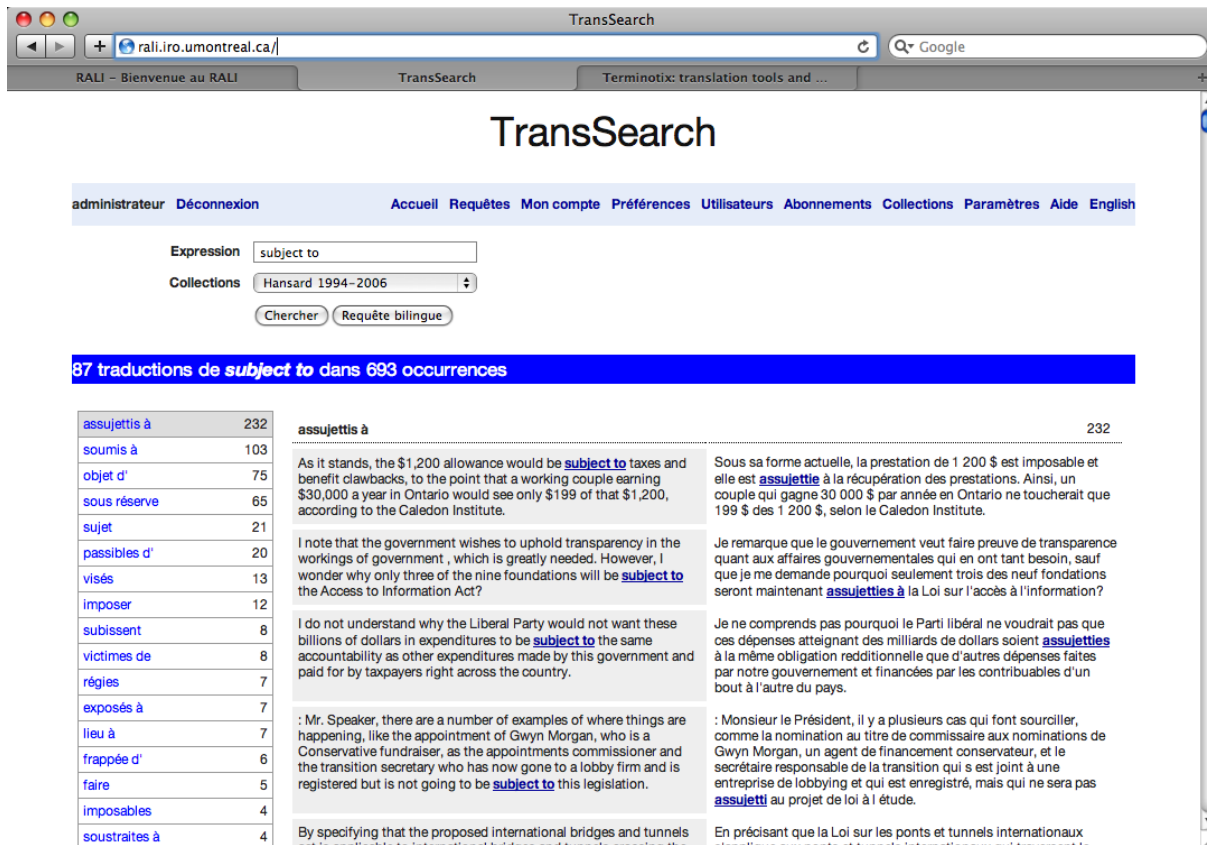 TransSearch
rali.iro.umontreal.ca/
Google
RALI – Bienvenue au RALI
TransSearch
Terminotix: translation tools and ...
TransSearch
administrateur Déconnexion Accueil Requêtes Mon compte Préférences Utilisateurs Abonnements Collections Paramètres Aide English
Expression subject to
Collections Hansard 1994–2006
Chercher Requête bilingue
87 traductions de subject to dans 693 occurrences
assujettis à 232
soumis à 103
objet d' 75
sous réserve 65
sujet 21
passibles d' 20
visés 13
imposer 12
subissent 8
victimes de 8
régies 7
exposés à 7
lieu à 7
frappée d' 6
faire 5
imposables 4
soustraites à 4
assujettis à 232
As it stands, the $1,200 allowance would be subject to taxes and
benefit clawbacks, to the point that a working couple earning
$30,000 a year in Ontario would see only $199 of that $1,200,
according to the Caledon Institute.
Sous sa forme actuelle, la prestation de 1 200 $ est imposable et
elle est assujettie à la récupération des prestations. Ainsi, un
couple qui gagne 30 000 $ par année en Ontario ne toucherait que
199 $ des 1 200 $, selon le Caledon Institute.
I note that the government wishes to uphold transparency in the
workings of government , which is greatly needed. However, I
wonder why only three of the nine foundations will be subject to
the Access to Information Act?
Je remarque que le gouvernement veut faire preuve de transparence
quant aux affaires gouvernementales qui en ont tant besoin, sauf
que je me demande pourquoi seulement trois des neuf fondations
seront maintenant assujetties à la Loi sur l'accès à l'information?
I do not understand why the Liberal Party would not want these
billions of dollars in expenditures to be subject to the same
accountability as other expenditures made by this government and
paid for by taxpayers right across the country.
Je ne comprends pas pourquoi le Parti libéral ne voudrait pas que
ces dépenses atteignant des milliards de dollars soient assujetties
à la même obligation redditionnelle que d'autres dépenses faites
par notre gouvernement et financées par les contribuables d'un
bout à l'autre du pays.
: Mr. Speaker, there are a number of examples of where things are
happening, like the appointment of Gwyn Morgan, who is a
Conservative fundraiser, as the appointments commissioner and
the transition secretary who has now gone to a lobby firm and is
registered but is not going to be subject to this legislation.
: Monsieur le Président, il y a plusieurs cas qui font sourciller,
comme la nomination au titre de commissaire aux nominations de
Gwyn Morgan, un agent de financement conservateur, et le
secrétaire responsable de la transition qui s est joint à une
entreprise de lobbying et qui est enregistré, mais qui ne sera pas
assujetti au projet de loi à l étude.
By specifying that the proposed international bridges and tunnels
En précisant que la Loi sur les ponts et tunnels internationaux